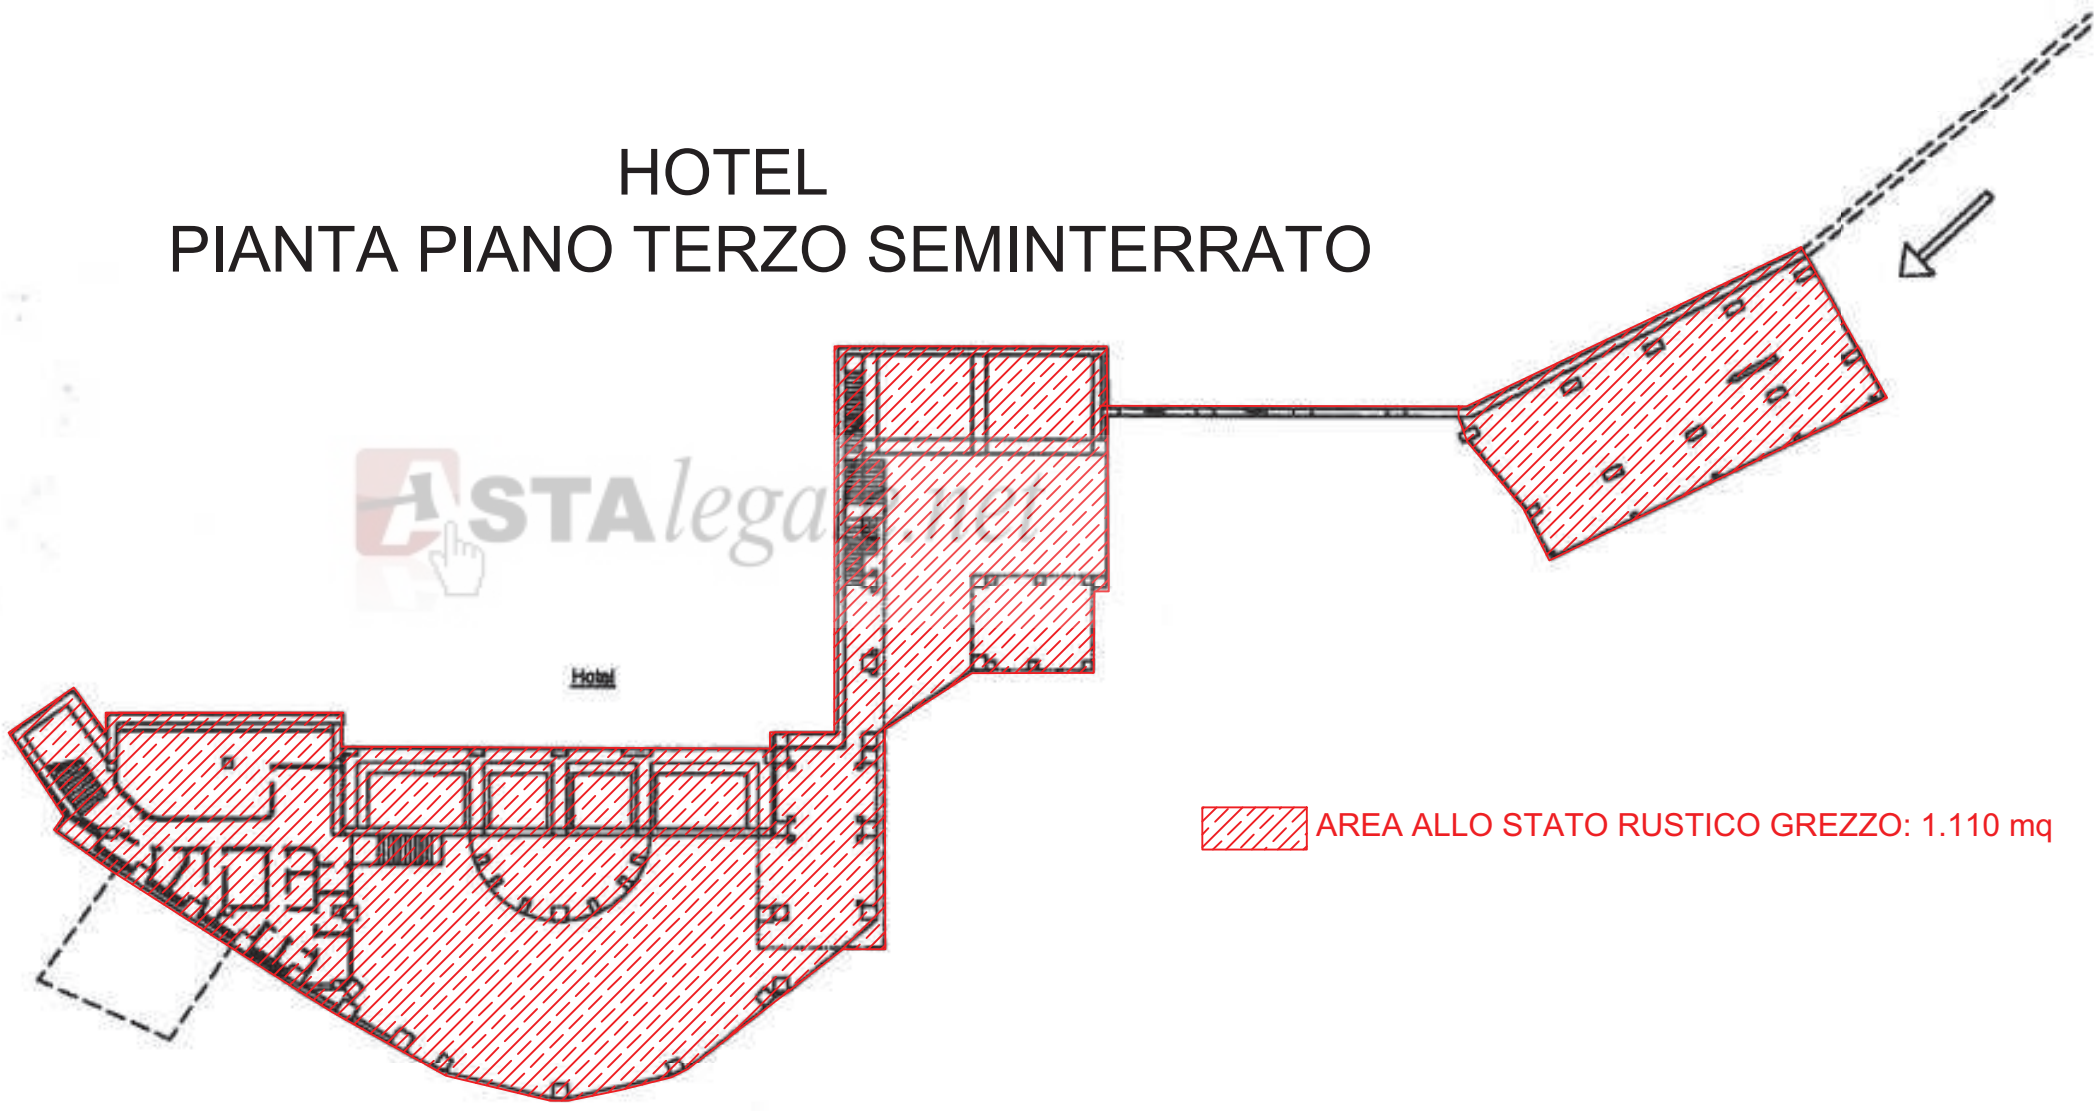 HOTEL
PIANTA PIANO TERZO SEMINTERRATO
ASTAlegale.net
Hotel
AREA ALLO STATO RUSTICO GREZZO: 1.110 mq